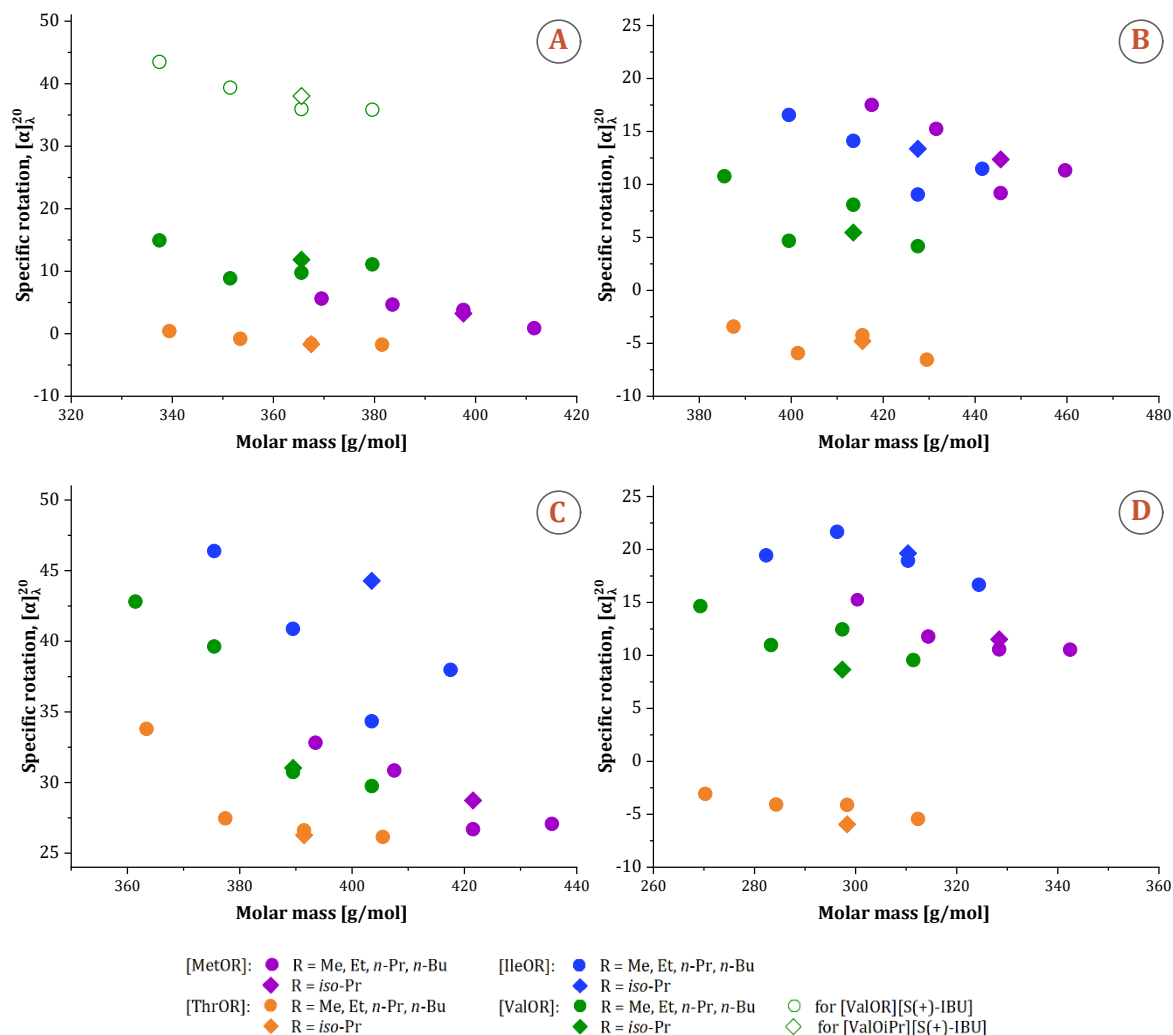 50
A
40
30
20
10
0
-10
Specific rotation, [α]λ20
320 340 360 380 400 420
Molar mass [g/mol]
25
B
20
15
10
5
0
-5
-10
Specific rotation, [α]λ20
380 400 420 440 460 480
Molar mass [g/mol]
50
C
45
40
35
30
25
Specific rotation, [α]λ20
360 380 400 420 440
Molar mass [g/mol]
25
D
20
15
10
5
0
-5
-10
Specific rotation, [α]λ20
260 280 300 320 340 360
Molar mass [g/mol]
[MetOR]: R = Me, Et, n-Pr, n-Bu [IleOR]: R = Me, Et, n-Pr, n-Bu
R = iso-Pr R = iso-Pr
[ThrOR]: R = Me, Et, n-Pr, n-Bu [ValOR]: R = Me, Et, n-Pr, n-Bu for [ValOR][S(+)-IBU]
R = iso-Pr R = iso-Pr for [ValOiPr][S(+)-IBU]